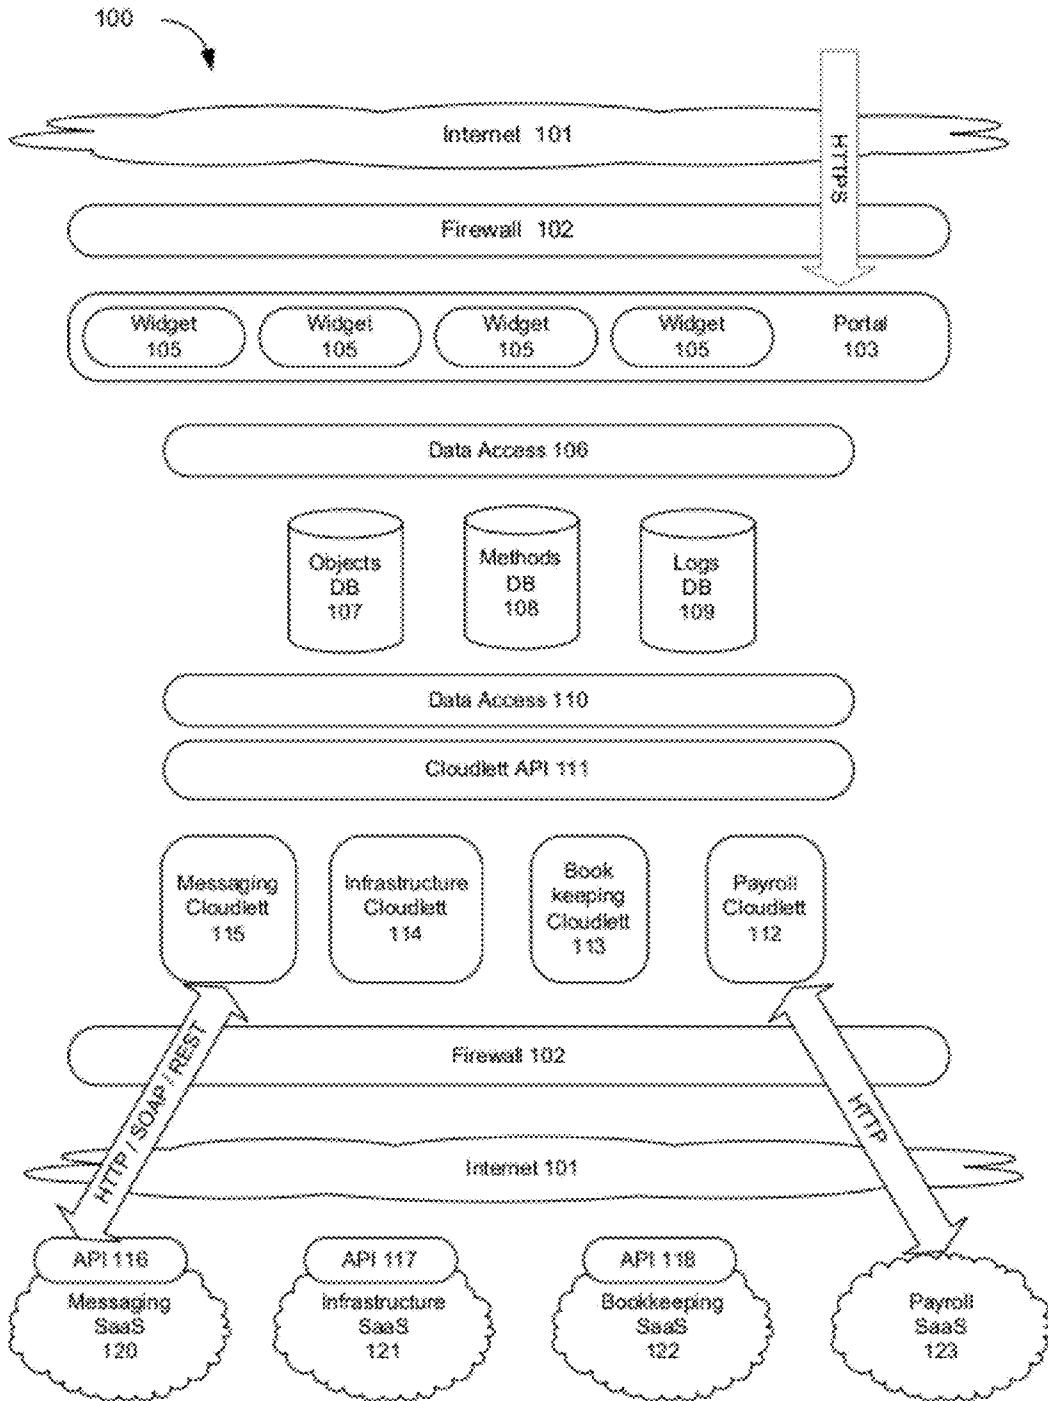 100
Internet 101
HTTPS
Firewall 102
Widget
105
Widget
105
Widget
105
Widget
105
Portal
103
Data Access 106
Objects
DB
107
Methods
DB
108
Logs
DB
109
Data Access 110
Cloudlett API 111
Messaging
Cloudlett
115
Infrastructure
Cloudlett
114
Book
keeping
Cloudlett
113
Payroll
Cloudlett
112
HTTP / SOAP / REST
Firewall 102
HTTP
Internet 101
API 116
Messaging
SaaS
120
API 117
Infrastructure
SaaS
121
API 118
Bookkeeping
SaaS
122
Payroll
SaaS
123